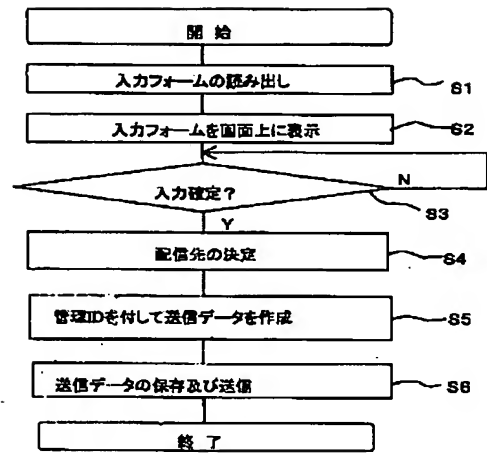 開 始
入力フォームの読み出し
S1
入力フォームを画面上に表示
S2
N
入力確定？
S3
Y
配信先の決定
S4
管理IDを付して送信データを作成
S5
送信データの保存及び送信
S6
終 了